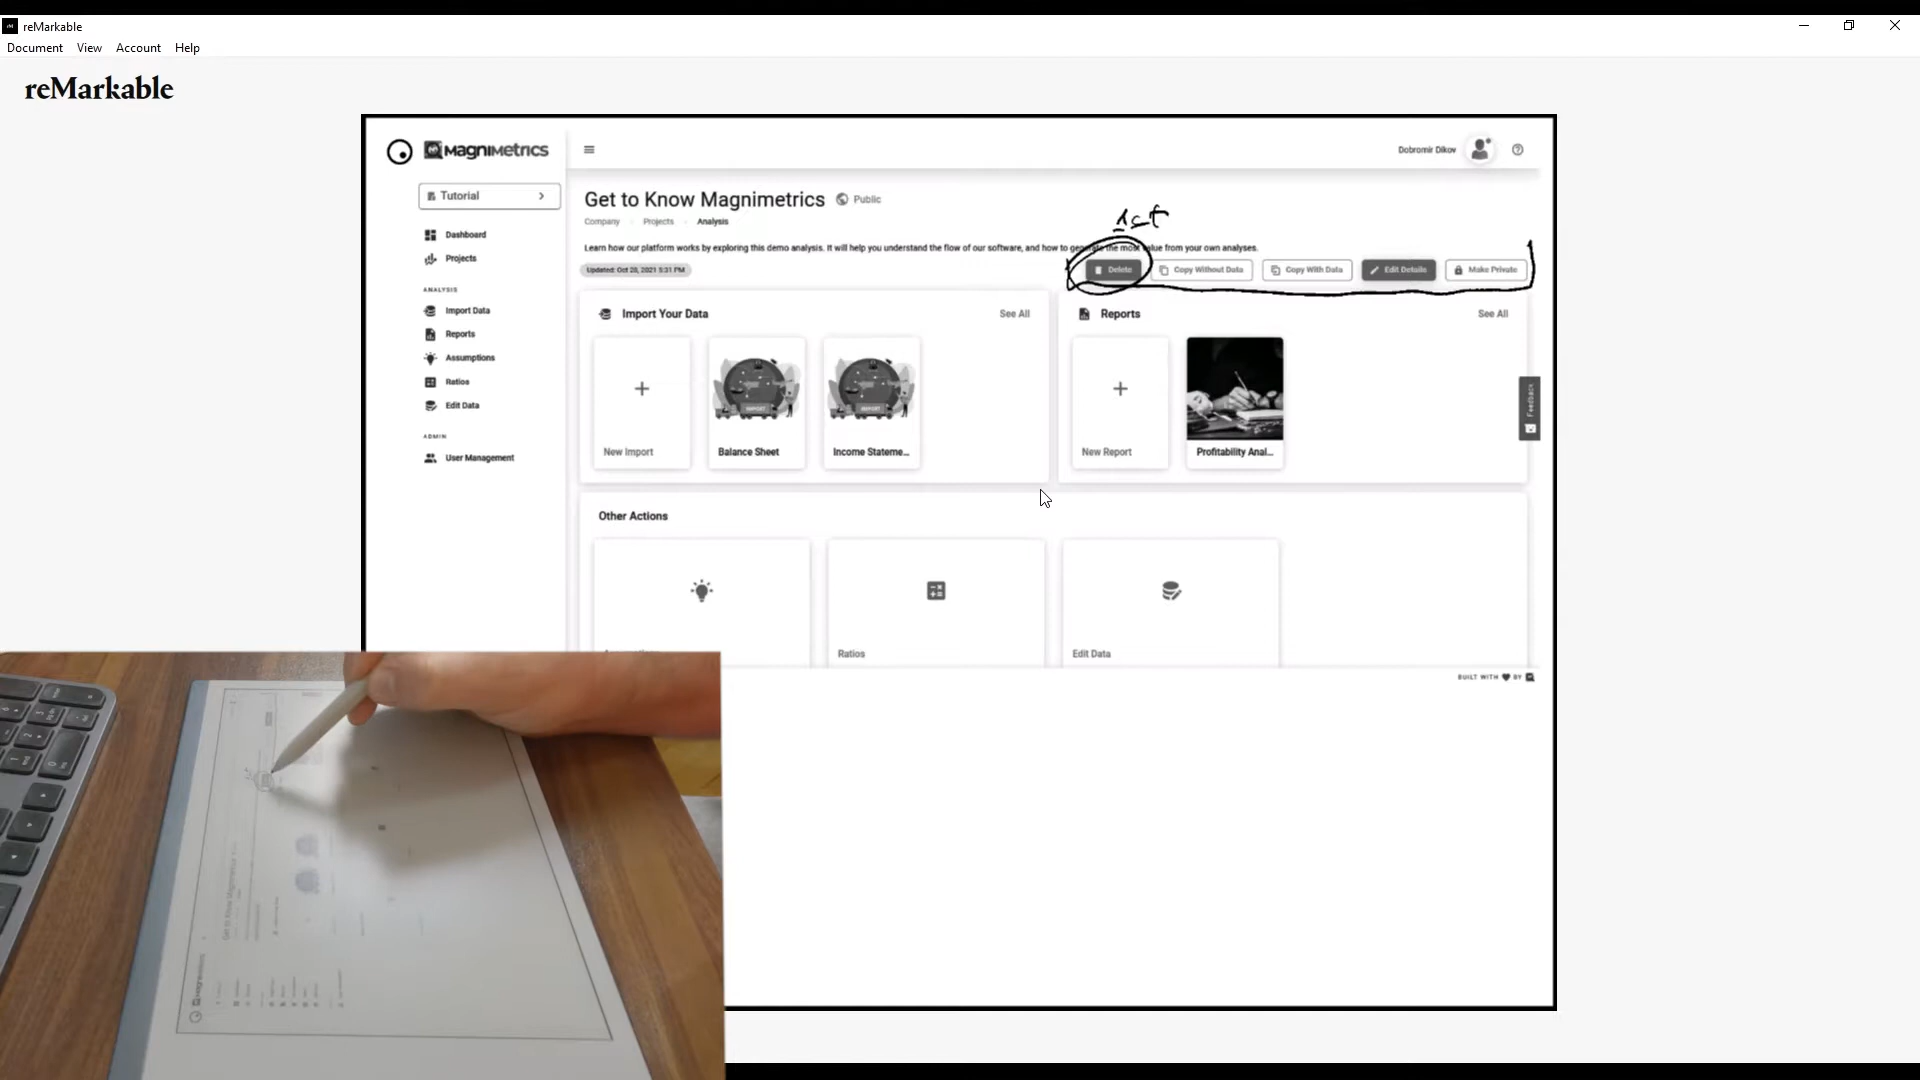 reMarkable
Document View Account Help
reMarkable
MAGNIMETRICS
Dobromir Dikov
Tutorial
Get to Know Magnimetrics Public
Company Projects Analysis
1st
Learn how our platform works by exploring this demo analysis. It will help you understand the flow of our software, and how to generate the most value from your own analyses.
Updated: Oct 28, 2021 5:31 PM
Delete Copy Without Data Copy With Data Edit Details Make Private
Dashboard
Projects
ANALYSIS
Import Data
Reports
Assumptions
Ratios
Edit Data
ADMIN
User Management
Import Your Data See All
New Import Balance Sheet Income Stateme...
Reports See All
New Report Profitability Anal...
Feedback
Other Actions
Ratios Edit Data
BUILT WITH BY